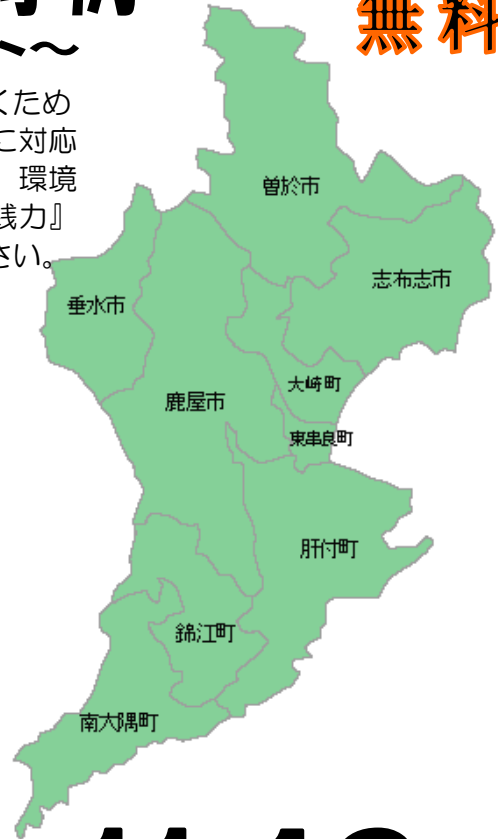 へ～
無料
くため
に対応
環境
践力』
さい。
曽於市
志布志市
垂水市
大崎町
鹿屋市
東串良町
肝付町
錦江町
南大隅町